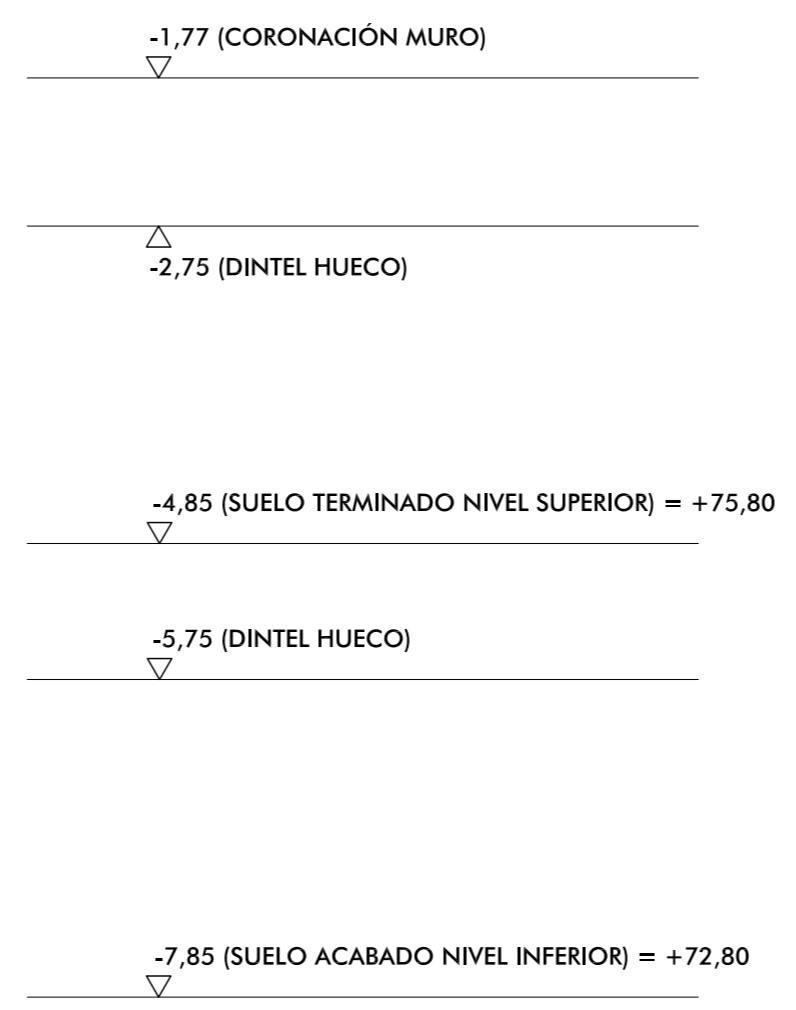 -1,77 (CORONACIÓN MURO)
-2,75 (DINTEL HUECO)
-4,85 (SUELO TERMINADO NIVEL SUPERIOR) = +75,80
-5,75 (DINTEL HUECO)
-7,85 (SUELO ACABADO NIVEL INFERIOR) = +72,80